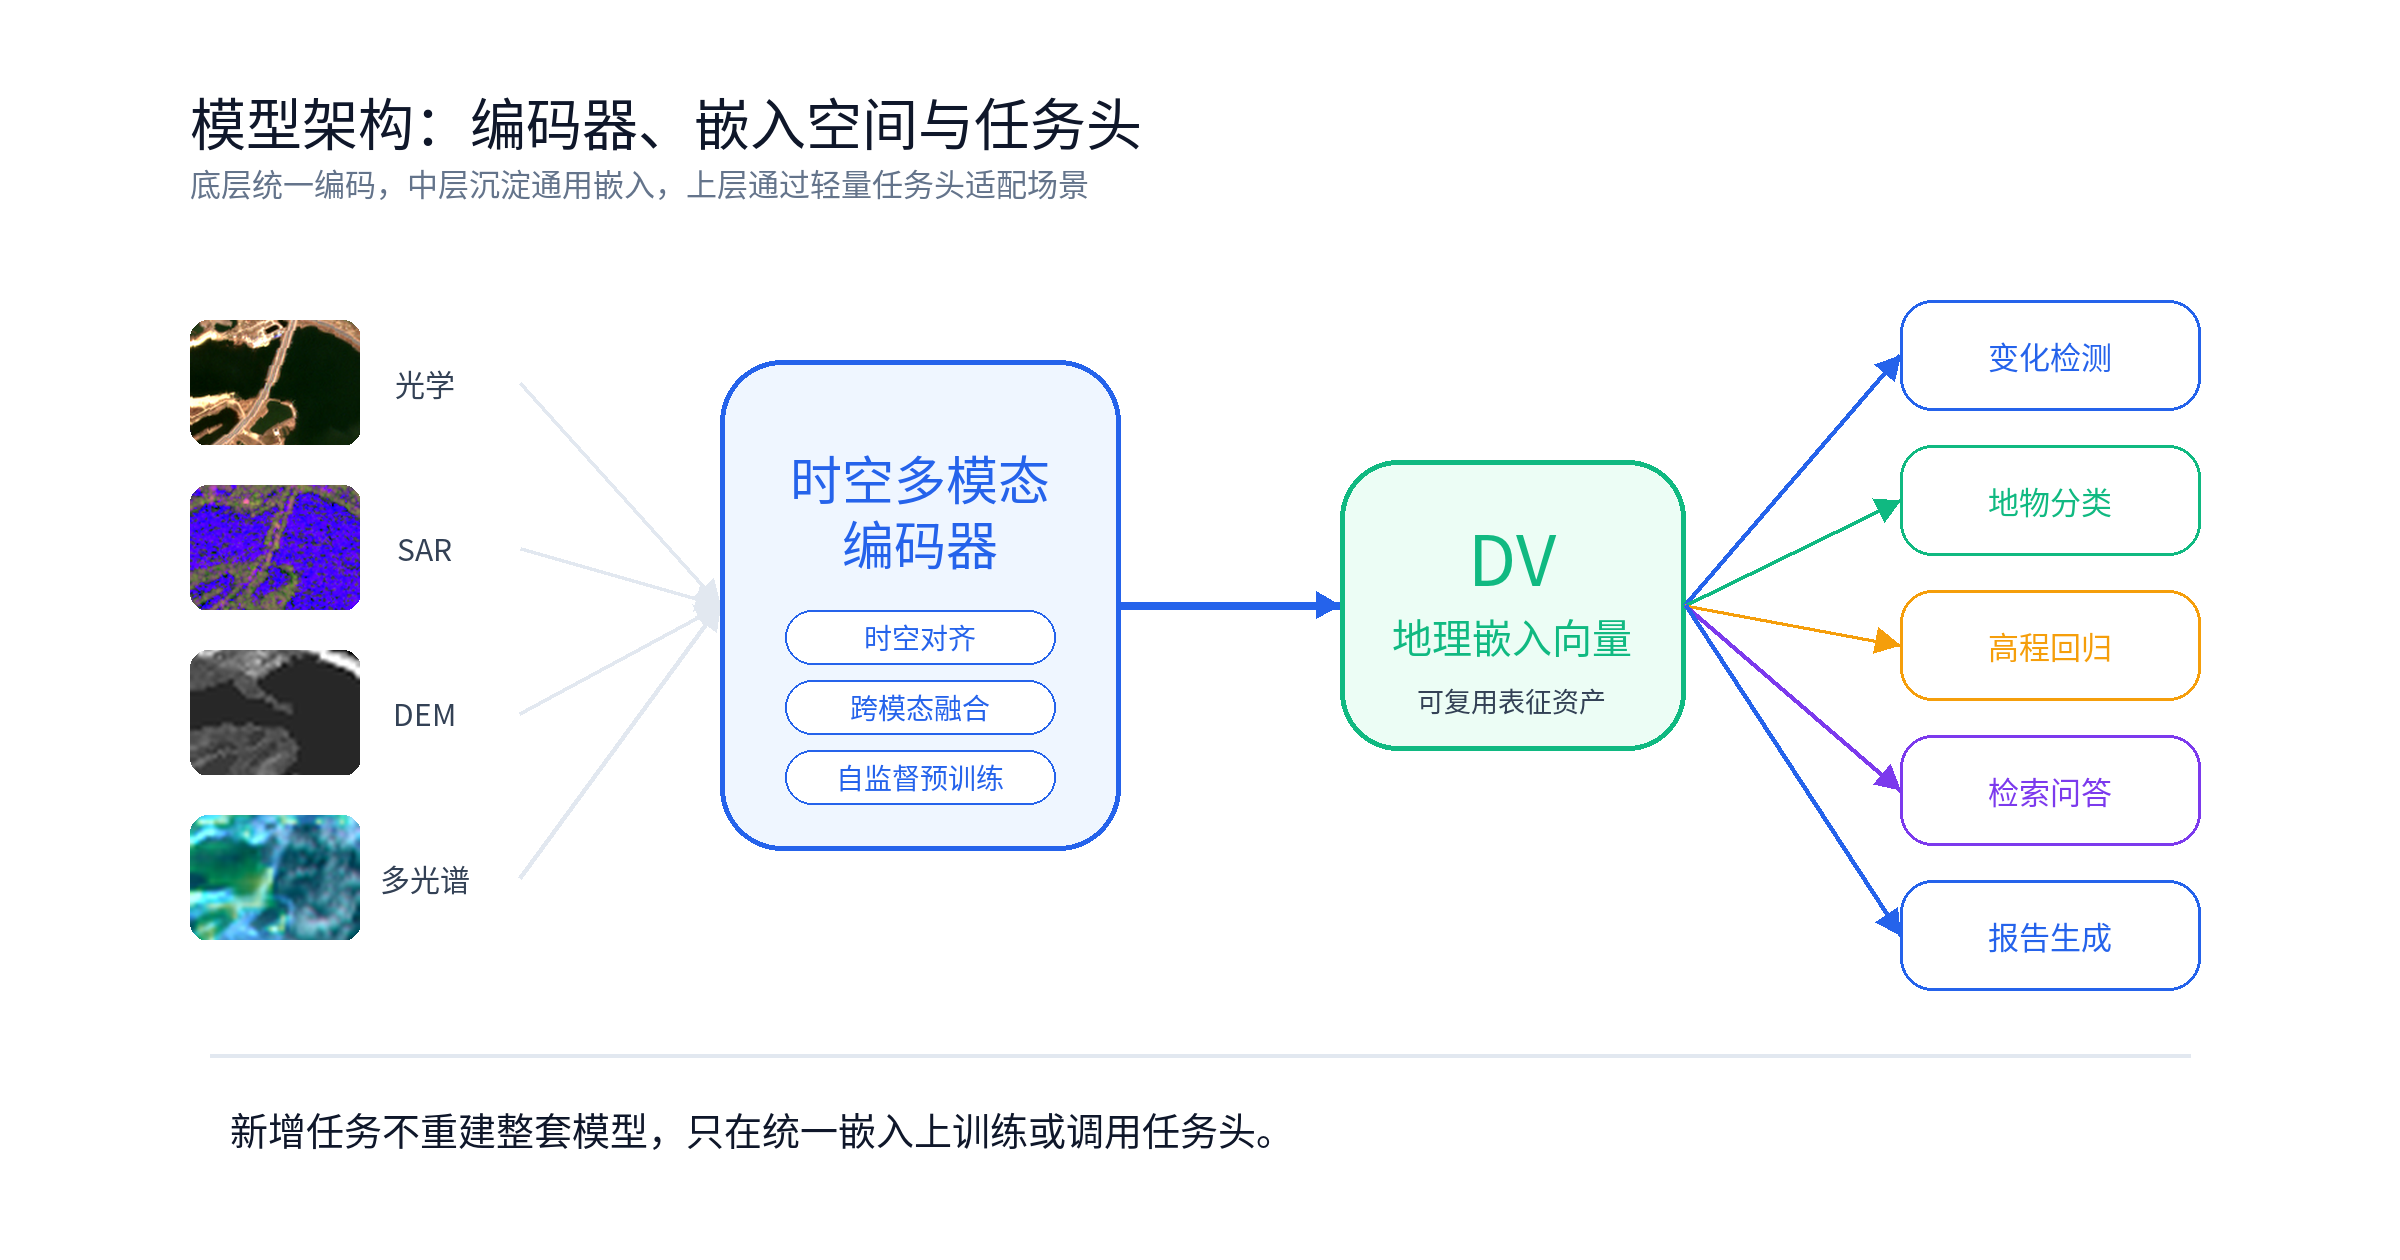 模型架构：编码器、嵌入空间与任务头
底层统一编码，中层沉淀通用嵌入，上层通过轻量任务头适配场景
光学
SAR
DEM
多光谱
时空多模态
编码器
时空对齐
跨模态融合
自监督预训练
DV
地理嵌入向量
可复用表征资产
变化检测
地物分类
高程回归
检索问答
报告生成
新增任务不重建整套模型，只在统一嵌入上训练或调用任务头。